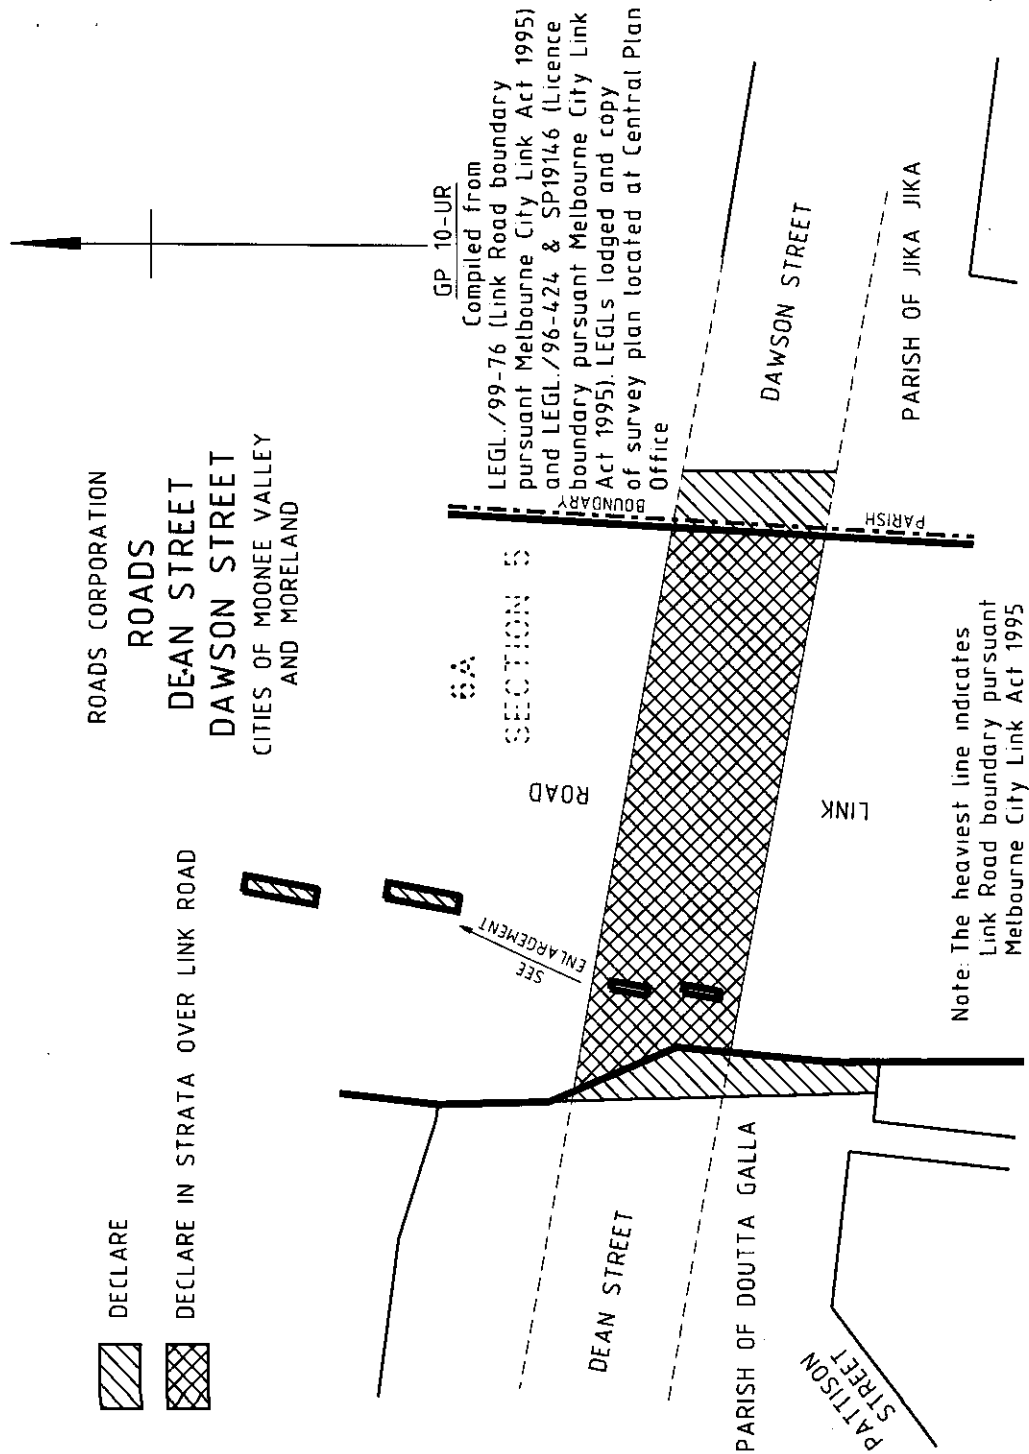 DECLARE
DECLARE IN STRATA OVER LINK ROAD
ROADS CORPORATION
ROADS
DEAN STREET
DAWSON STREET
CITIES OF MOONEE VALLEY
AND MORELAND
GP 10-UR
Compiled from
LEGL./99-76 (Link Road boundary
pursuant Melbourne City Link Act 1995)
and LEGL./96-424 & SP19146 (Licence
boundary pursuant Melbourne City Link
Act 1995). LEGLs lodged and copy
of survey plan located at Central Plan
Office
8A
SECTION 5
SEE
ENLARGEMENT
ROAD
LINK
PARISH
BOUNDARY
DEAN STREET
DAWSON STREET
PARISH OF DOUTTA GALLA
PARISH OF JIKA JIKA
PATTISON
STREET
Note: The heaviest line indicates
Link Road boundary pursuant
Melbourne City Link Act 1995